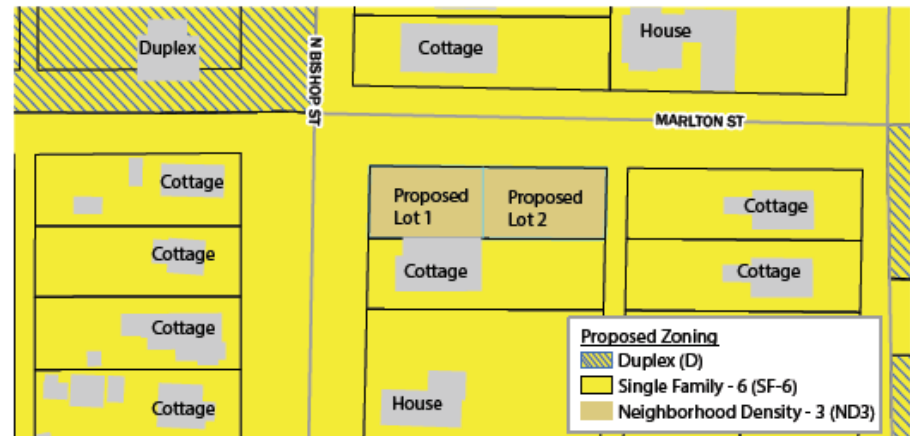 Duplex
N BISHOP ST
Cottage
House
MARLTON ST
Cottage
Proposed
Lot 1
Proposed
Lot 2
Cottage
Cottage
Cottage
Cottage
Cottage
Cottage
House
Cottage
Proposed Zoning
Duplex (D)
Single Family - 6 (SF-6)
Neighborhood Density - 3 (ND3)